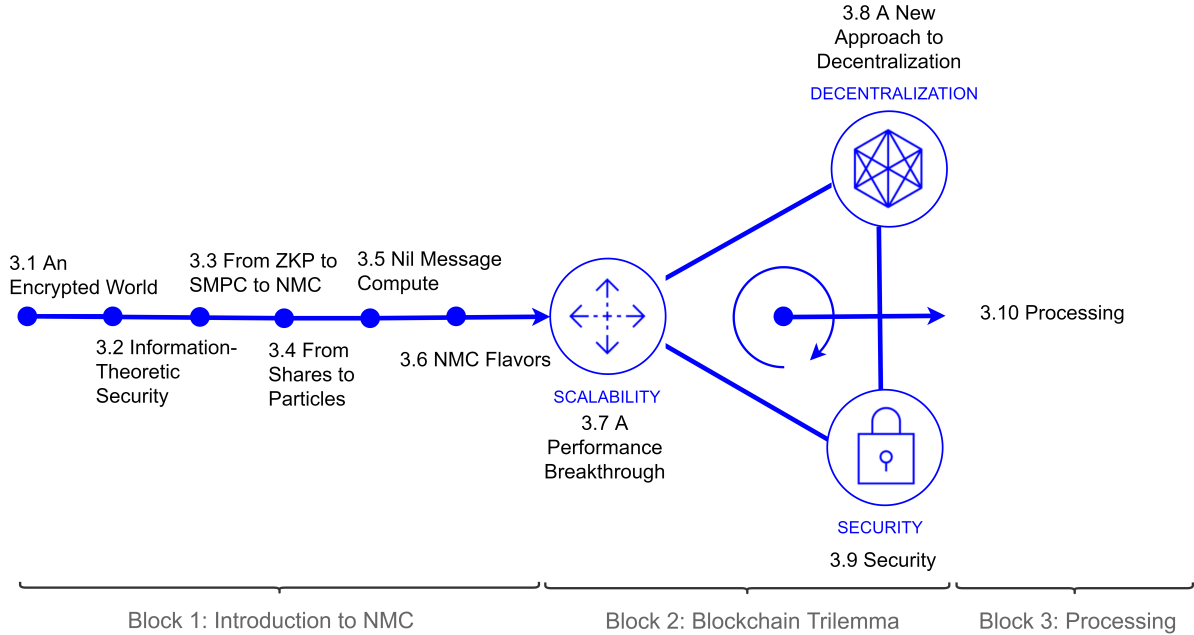 3.1 An
Encrypted World
3.2 Information-
Theoretic
Security
3.3 From ZKP to
SMPC to NMC
3.4 From
Shares to
Particles
3.5 Nil Message
Compute
3.6 NMC Flavors
SCALABILITY
3.7 A
Performance
Breakthrough
3.8 A New
Approach to
Decentralization
DECENTRALIZATION
SECURITY
3.9 Security
3.10 Processing
Block 1: Introduction to NMC
Block 2: Blockchain Trilemma
Block 3: Processing